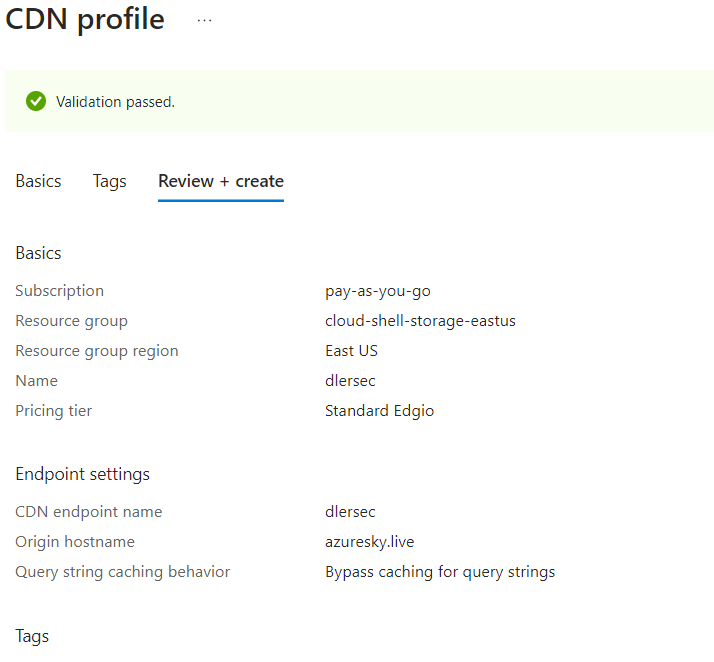 CDN profile ...
Validation passed.
Basics Tags Review + create
Basics
Subscription pay-as-you-go
Resource group cloud-shell-storage-eastus
Resource group region East US
Name dlersec
Pricing tier Standard Edgio
Endpoint settings
CDN endpoint name dlersec
Origin hostname azuresky.live
Query string caching behavior Bypass caching for query strings
Tags